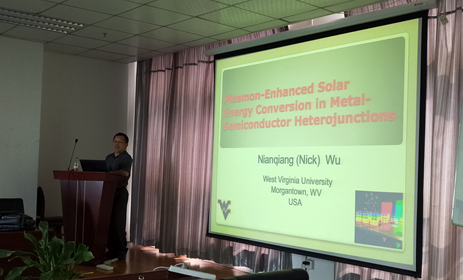 Plasmon-Enhanced Solar
Energy Conversion in Metal-
Semiconductor Heterojunctions
Nianqiang (Nick) Wu
West Virginia University
Morgantown, WV
USA